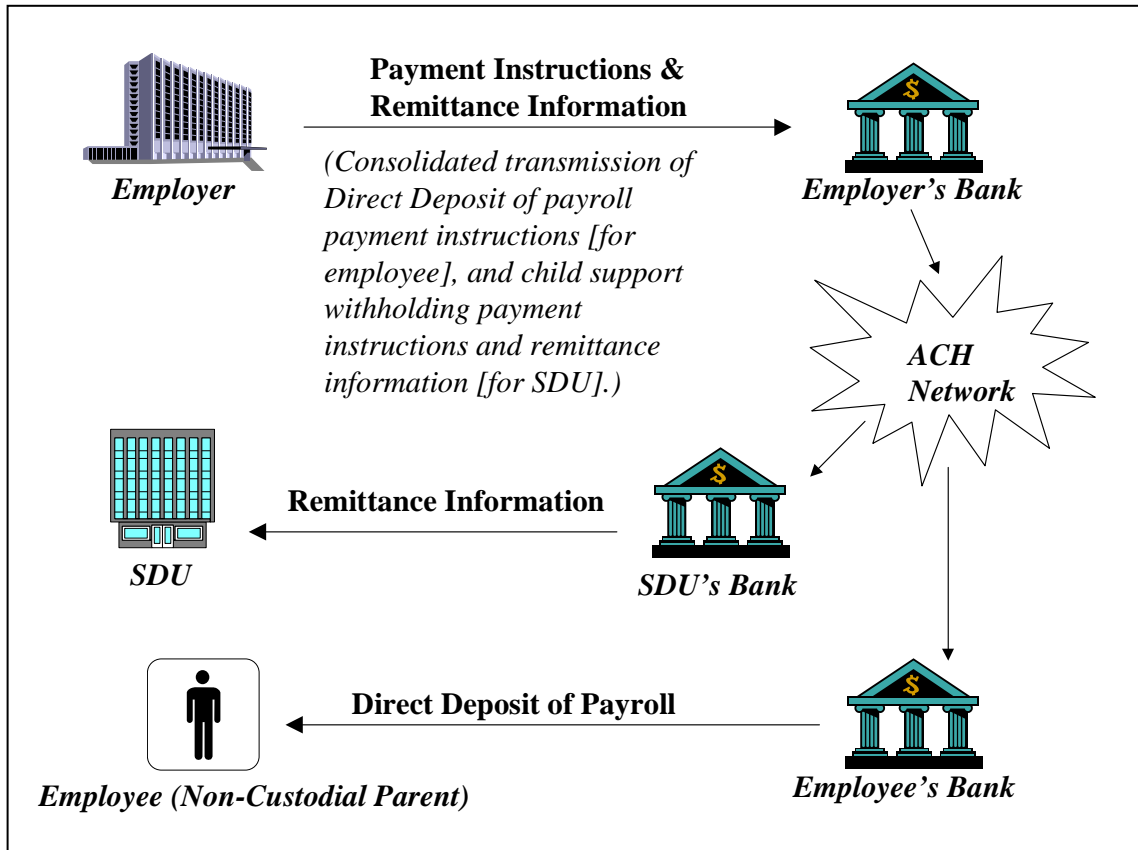 Payment Instructions &
Remittance Information
$
Employer
Employer's Bank
(Consolidated transmission of
Direct Deposit of payroll
payment instructions [for
employee], and child support
withholding payment
instructions and remittance
information [for SDU].)
ACH
Network
$
Remittance Information
SDU
SDU's Bank
$
Direct Deposit of Payroll
Employee (Non-Custodial Parent)
Employee's Bank